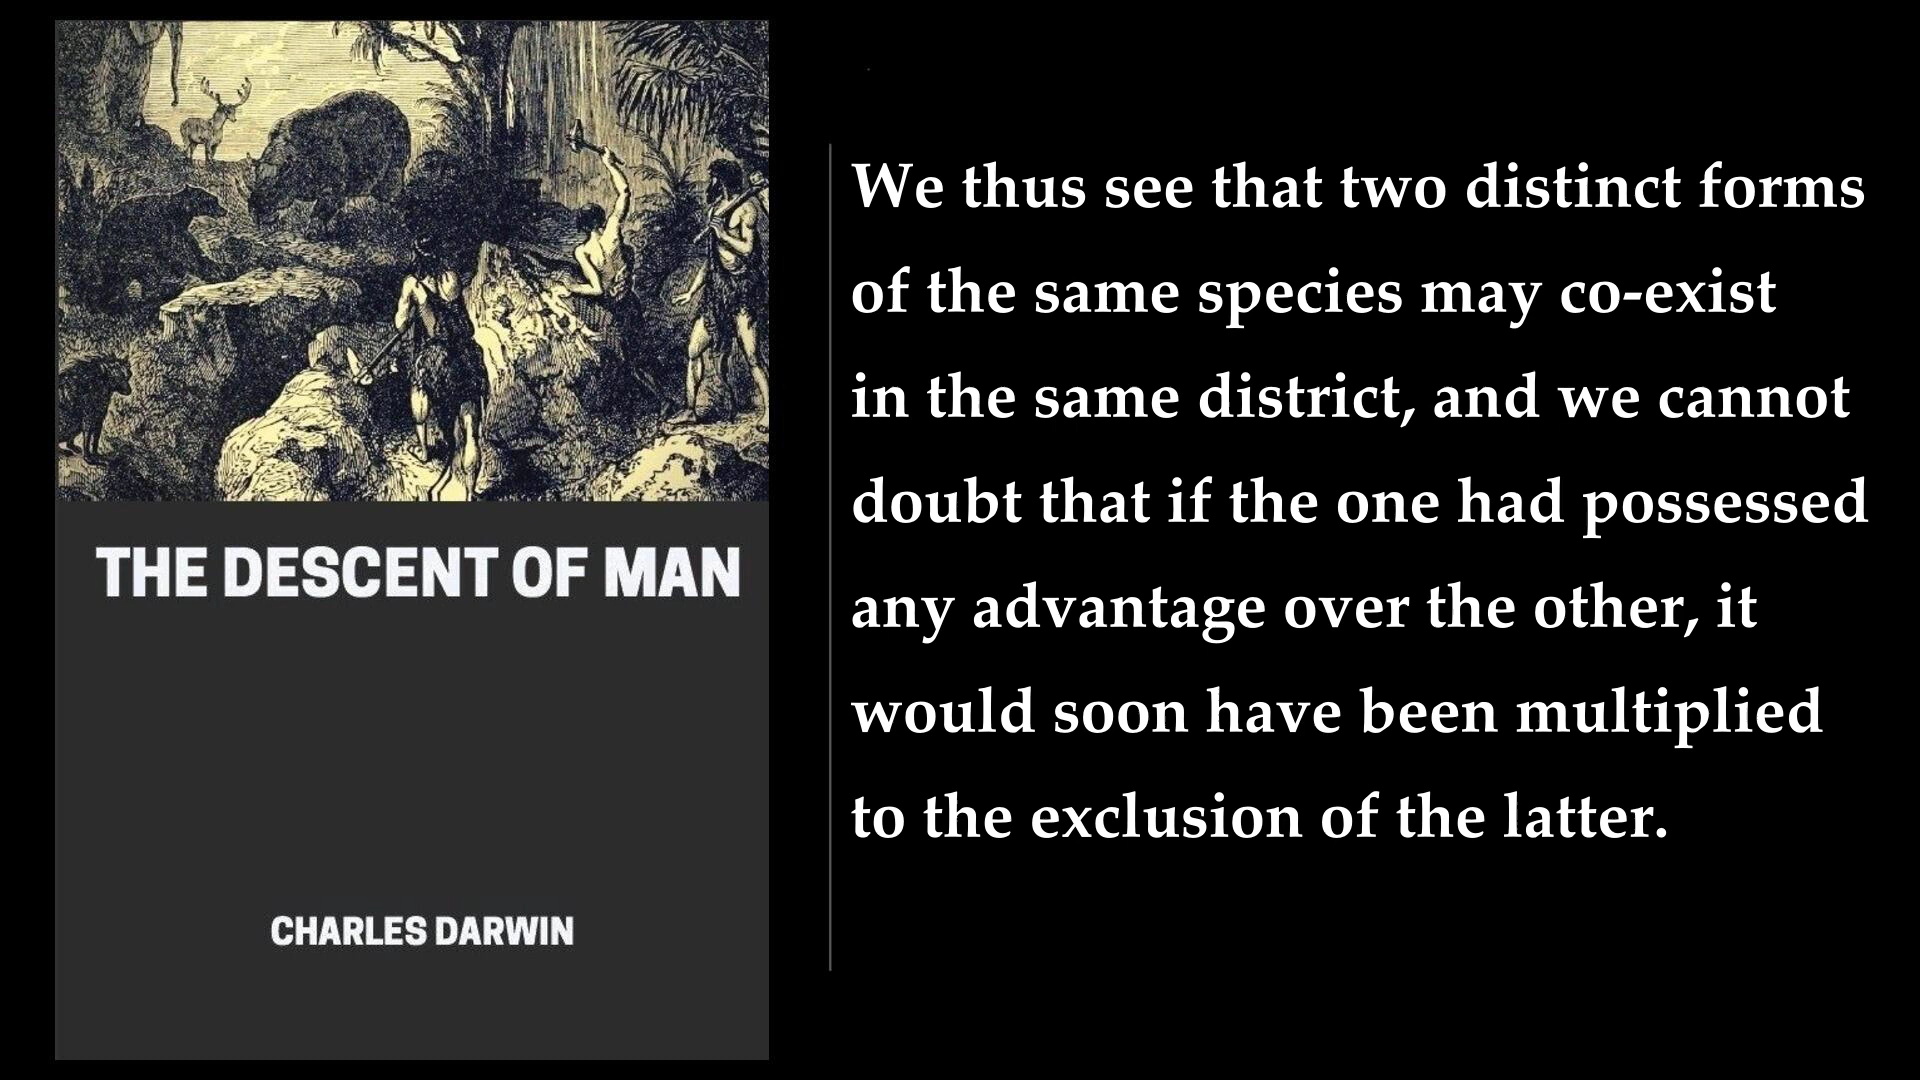 THE DESCENT OF MAN
CHARLES DARWIN
We thus see that two distinct forms
of the same species may co-exist
in the same district, and we cannot
doubt that if the one had possessed
any advantage over the other, it
would soon have been multiplied
to the exclusion of the latter.